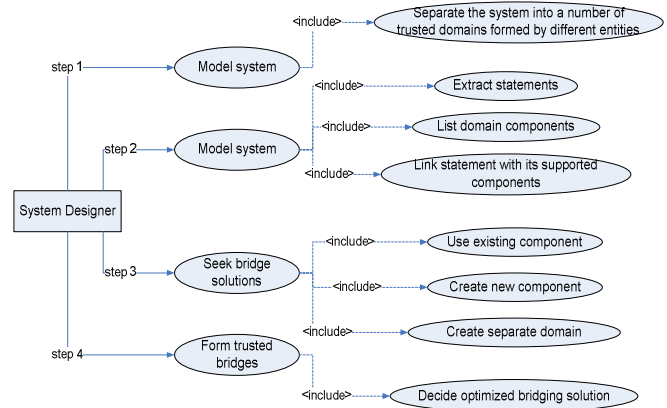 <include>
Separate the system into a number of
trusted domains formed by different entities
step 1
Model system
<include>
Extract statements
<include>
List domain components
step 2
Model system
<include>
Link statement with its supported
components
System Designer
<include>
Use existing component
step 3
Seek bridge
solutions
<include>
Create new component
<include>
Create separate domain
step 4
Form trusted
bridges
<include>
Decide optimized bridging solution